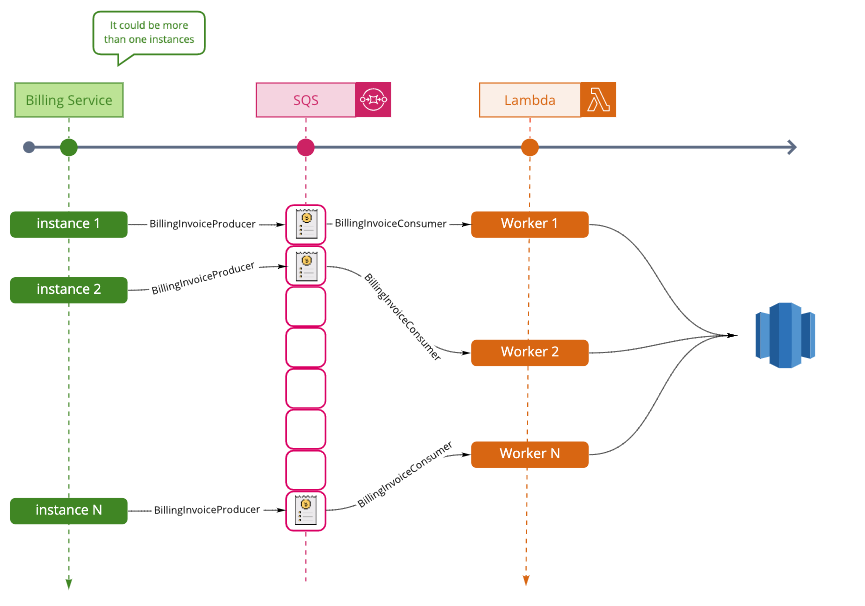 It could be more
than one instances
Billing Service
SQS
Lambda
instance 1
BillingInvoiceProducer
BillingInvoiceConsumer
Worker 1
instance 2
BillingInvoiceProducer
BillingInvoiceConsumer
Worker 2
BillingInvoiceConsumer
Worker N
instance N
BillingInvoiceProducer